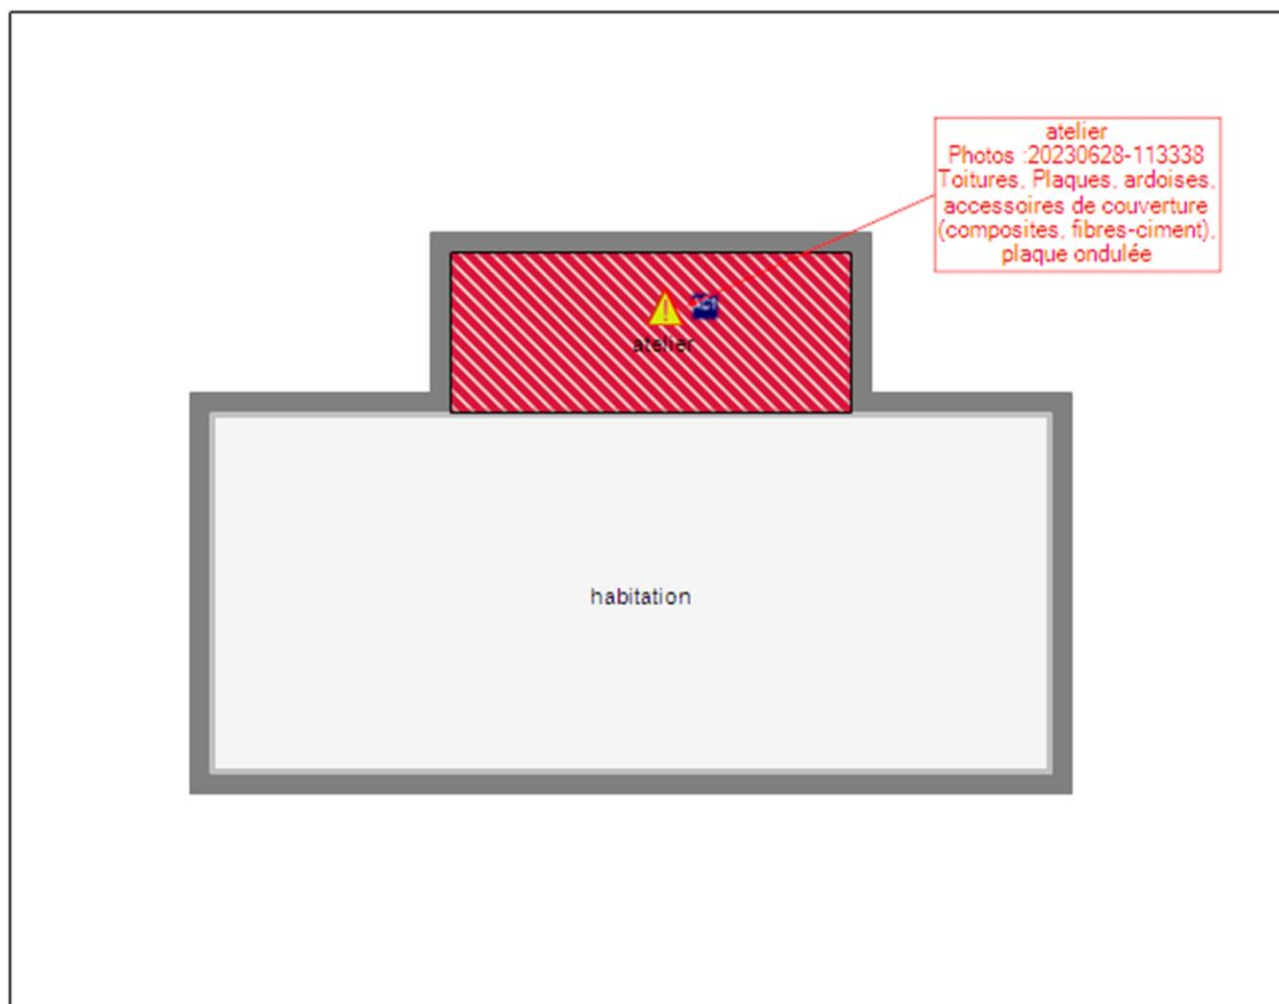 atelier
Photos :20230628-113338
Toitures, Plaques, ardoises,
accessoires de couverture
(composites, fibres-ciment),
plaque ondulée
atelier
habitation